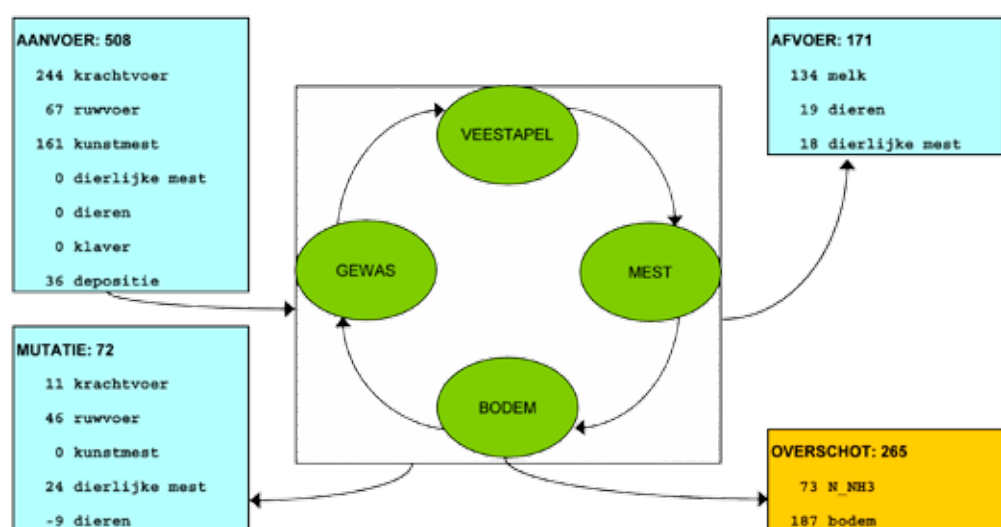 AANVOER: 508
244 krachtvoer
67 ruwvoer
161 kunstmest
0 dierlijke mest
0 dieren
0 klaver
36 depositie
MUTATIE: 72
11 krachtvoer
46 ruwvoer
0 kunstmest
24 dierlijke mest
-9 dieren
VEESTAPEL
GEWAS
MEST
BODEM
AFVOER: 171
134 melk
19 dieren
18 dierlijke mest
OVERSCHOT: 265
73 N_NH3
187 bodem